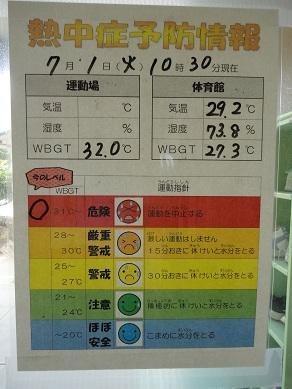 熱中症予防情報
7月1日(火)10時30分現在
運動場
気温 ℃
湿度 %
WBGT 32.0℃
体育館
気温 29.2℃
湿度 73.8%
WBGT 27.3℃
今のレベル
WBGT 運動指針
31℃~ 危険 運動を中止する
28~30 厳重警戒 激しい運動はしません
15分おきに休けいと水分をとる
25~27 警戒 30分おきに休けいと水分をとる
21~24 注意 積極的に休けいと水分をとる
~20℃ ほぼ安全 こまめに水分をとる